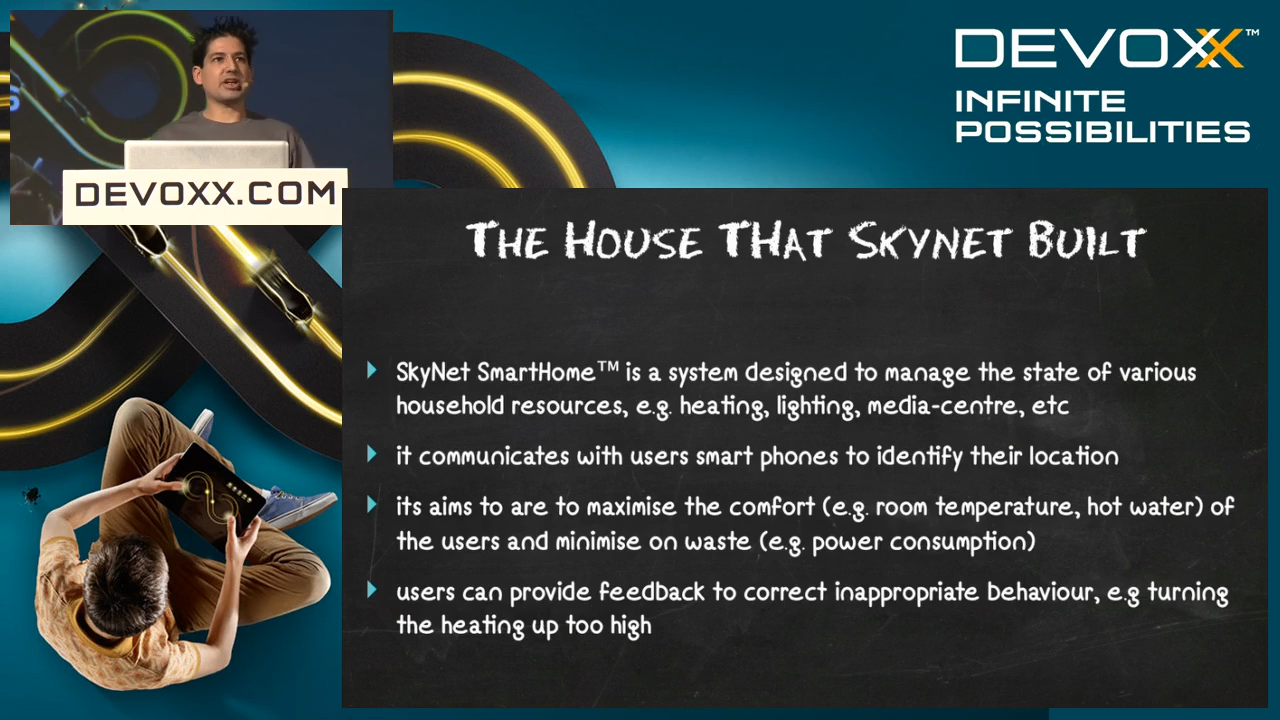 DEVOXX™
INFINITE
POSSIBILITIES
DEVOXX.COM
THE HOUSE THAT SKYNET BUILT
SkyNet SmartHome™ is a system designed to manage the state of various
household resources, e.g. heating, lighting, media-centre, etc
it communicates with users smart phones to identify their location
its aims to are to maximise the comfort (e.g. room temperature, hot water) of
the users and minimise on waste (e.g. power consumption)
users can provide feedback to correct inappropriate behaviour, e.g turning
the heating up too high